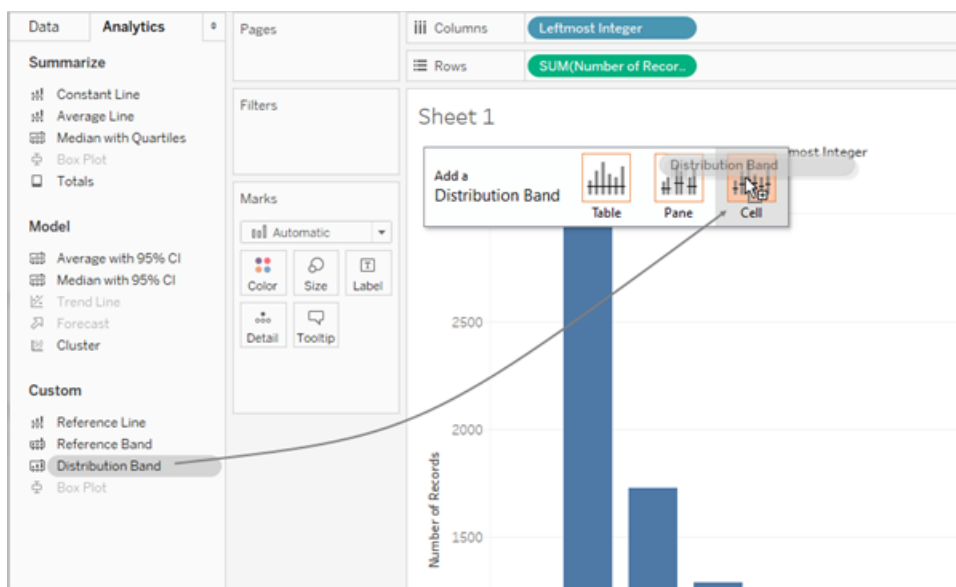 Data
Analytics
Summarize
Constant Line
Average Line
Median with Quartiles
Box Plot
Totals
Model
Average with 95% CI
Median with 95% CI
Trend Line
Forecast
Cluster
Custom
Reference Line
Reference Band
Distribution Band
Box Plot
Pages
Filters
Marks
Automatic
Color
Size
Label
Detail
Tooltip
Columns
Leftmost Integer
Rows
SUM(Number of Recor..
Sheet 1
most Integer
Distribution Band
Add a
Distribution Band
Table
Pane
Cell
2500
2000
1500
Number of Records